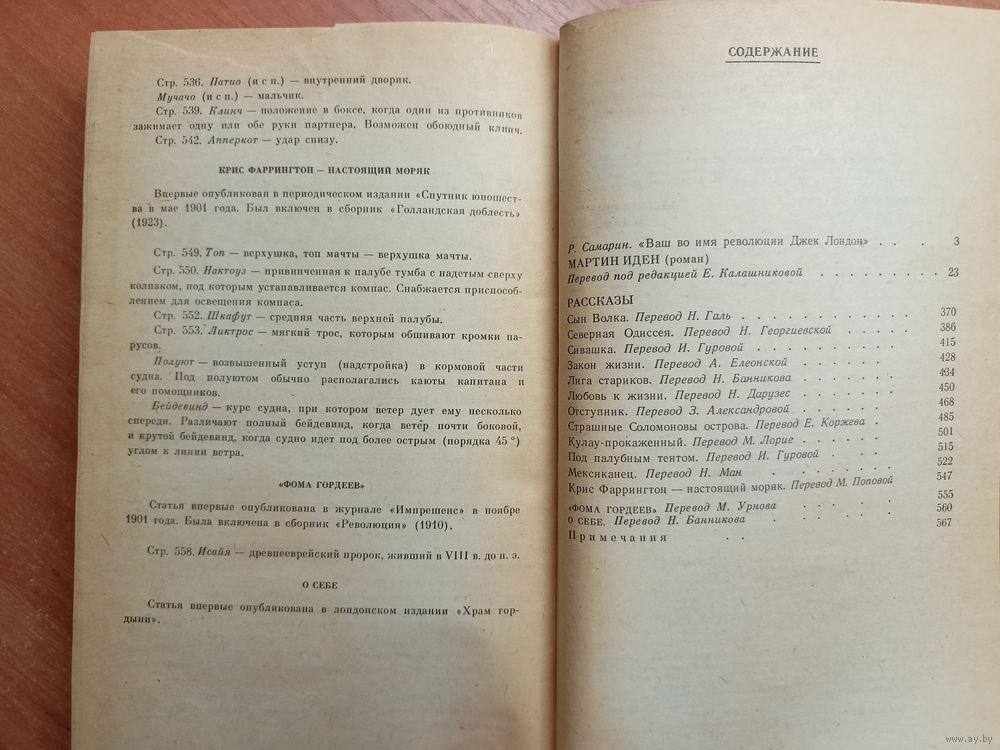 Стр. 536. Патио (исп.) — внутренний дворик.
Мучачо (исп.) — мальчик.
Стр. 539. Клинч — положение в боксе, когда один из противников
зажимает одну или обе руки партнера. Возможен обоюдный клинч.
Стр. 542. Апперкот — удар снизу.
КРИС ФАРРИНГТОН — НАСТОЯЩИЙ МОРЯК
Впервые опубликован в периодическом издании «Спутник юношест-
ва в мае 1901 года. Был включен в сборник «Голландская доблесть»
(1923).
Стр. 549. Топ — верхушка, топ мачты — верхушка мачты.
Стр. 550. Нактоуз — привинченная к палубе тумба с надетым сверху
колпаком, под которым устанавливается компас. Снабжается приспособ-
лением для освещения компаса.
Стр. 552. Шкафут — средняя часть верхней палубы.
Стр. 553. Ликтрос — мягкий трос, которым обшивают кромки па-
русов.
Полуют — возвышенный уступ (надстройка) в кормовой части
судна. Под полуютом обычно располагались каюты капитана и
его помощников.
Бейдевинд — курс судна, при котором ветер дует ему несколько
спереди. Различают полный бейдевинд, когда ветер почти боковой,
и крутой бейдевинд, когда судно идет под более острым (порядка 45°)
углом к линии ветра.
«ФОМА ГОРДЕЕВ»
Статья впервые опубликована в журнале «Импрешенс» в ноябре
1901 года. Была включена в сборник «Революция» (1910).
Стр. 558. Исайя — древнееврейский пророк, живший в VIII в. до н. э.
О СЕБЕ
Статья впервые опубликована в лондонском издании «Храм гор-
дыни».
СОДЕРЖАНИЕ
Р. Самарин. «Ваш во имя революции Джек Лондон» . . . 3
МАРТИН ИДЕН (роман)
Перевод под редакцией Е. Калашниковой . . . . . . . . . 23
РАССКАЗЫ
Сын Волка. Перевод Н. Галь . . . . . . . . . . . . 370
Северная Одиссея. Перевод Н. Георгиевской . . . . . . 386
Сивашка. Перевод И. Гуровой . . . . . . . . . . . 415
Закон жизни. Перевод А. Елеонской . . . . . . . . 428
Лига стариков. Перевод Н. Банникова . . . . . . . . 434
Любовь к жизни. Перевод Н. Дарузес . . . . . . . . 450
Отступник. Перевод З. Александровой . . . . . . . . 468
Страшные Соломоновы острова. Перевод Е. Коржева . 485
Кулау-прокаженный. Перевод М. Лорие . . . . . . . 501
Под палубным тентом. Перевод И. Гуровой . . . . . 515
Мексиканец. Перевод Н. Ман . . . . . . . . . 522
Крис Фаррингтон — настоящий моряк. Перевод М. Поповой 547
«ФОМА ГОРДЕЕВ» Перевод М. Урнова . . . . . . 555
О СЕБЕ. Перевод Н. Банникова . . . . . . 560
Примечания . . 567
www.ay.by